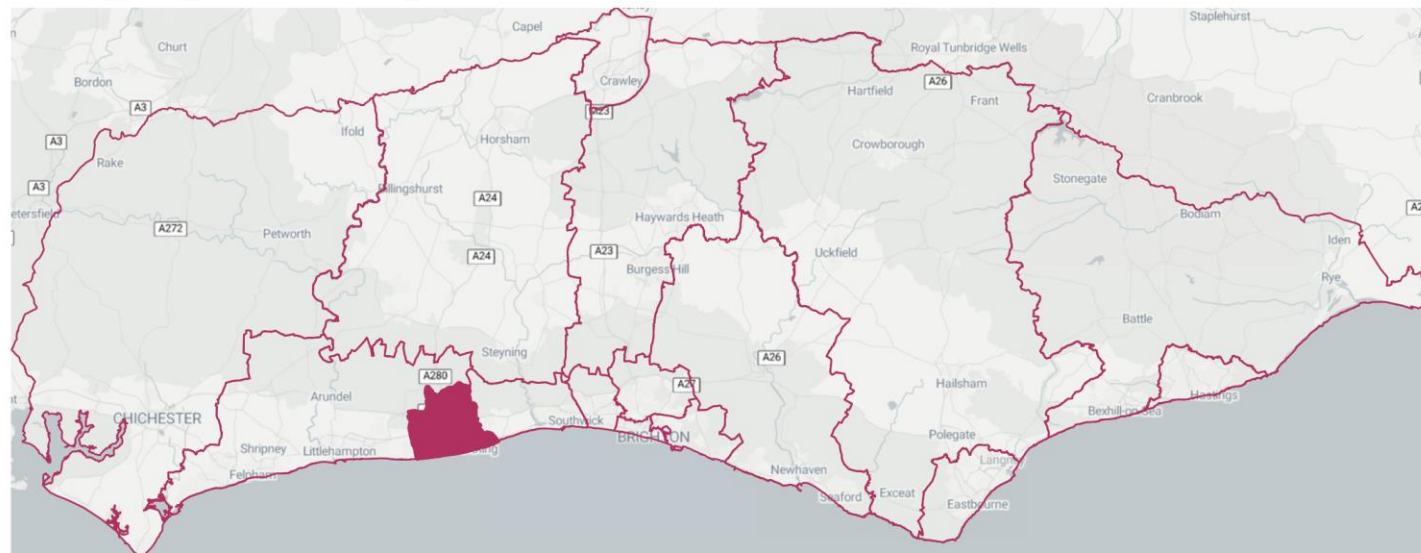 Staplehurst
Capel
Churt
Royal Tunbridge Wells
Bordon
Crawley
A3
A26
Hartfield
Frant
Cranbrook
A23
Ifold
Horsham
A3
Crowborough
Rake
Stonegate
A3
Billingshurst
A24
Haywards Heath
Bodiam
A272
Petworth
A24
A23
Uckfield
Iden
Burgess Hill
Rye
Battle
Steyning
A26
A280
Hailsham
Arundel
A27
Hastings
CHICHESTER
Southwick
Bexhill-on-Sea
BRIGHTON
Polegate
Shripney
Littlehampton
Langney
Newhaven
Felpham
Seaford
Exceat
Eastbourne